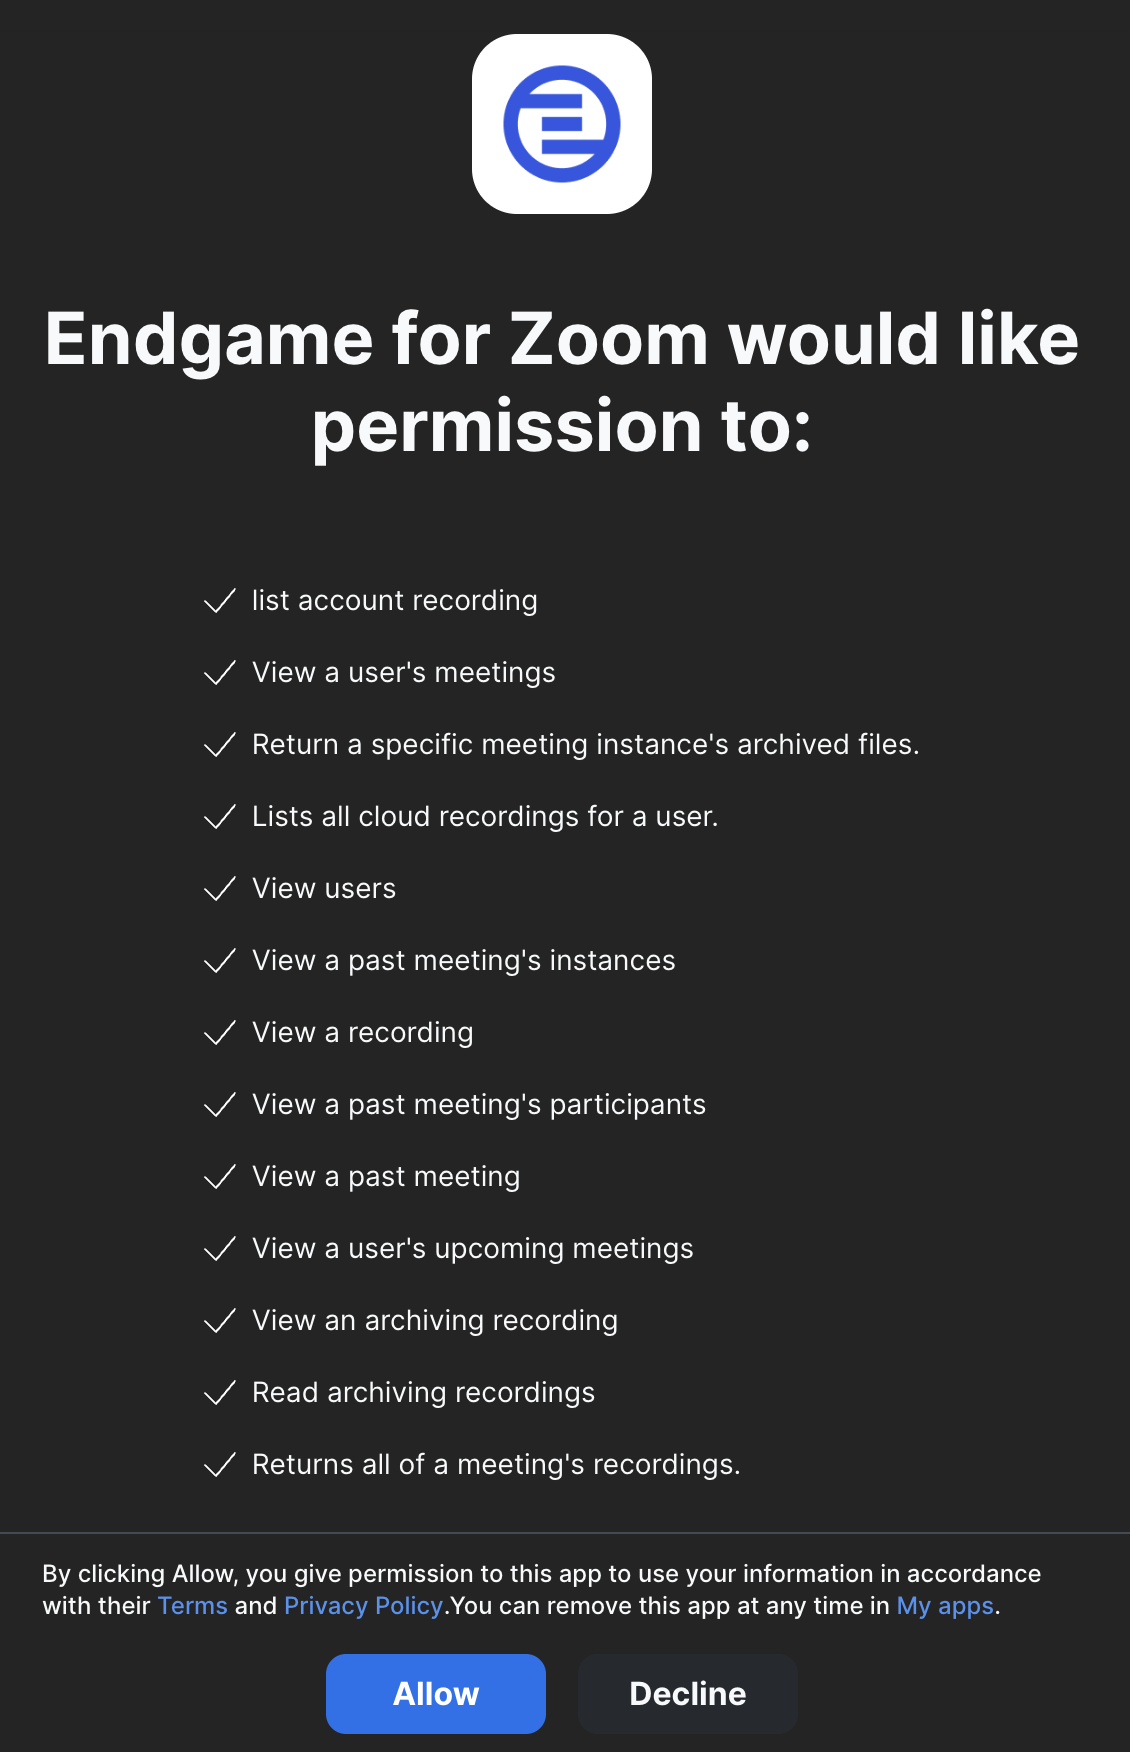 Endgame for Zoom would like
permission to:
list account recording
View a user's meetings
Return a specific meeting instance's archived files.
Lists all cloud recordings for a user.
View users
View a past meeting's instances
View a recording
View a past meeting's participants
View a past meeting
View a user's upcoming meetings
View an archiving recording
Read archiving recordings
Returns all of a meeting's recordings.
By clicking Allow, you give permission to this app to use your information in accordance
with their Terms and Privacy Policy.You can remove this app at any time in My apps.
Allow
Decline